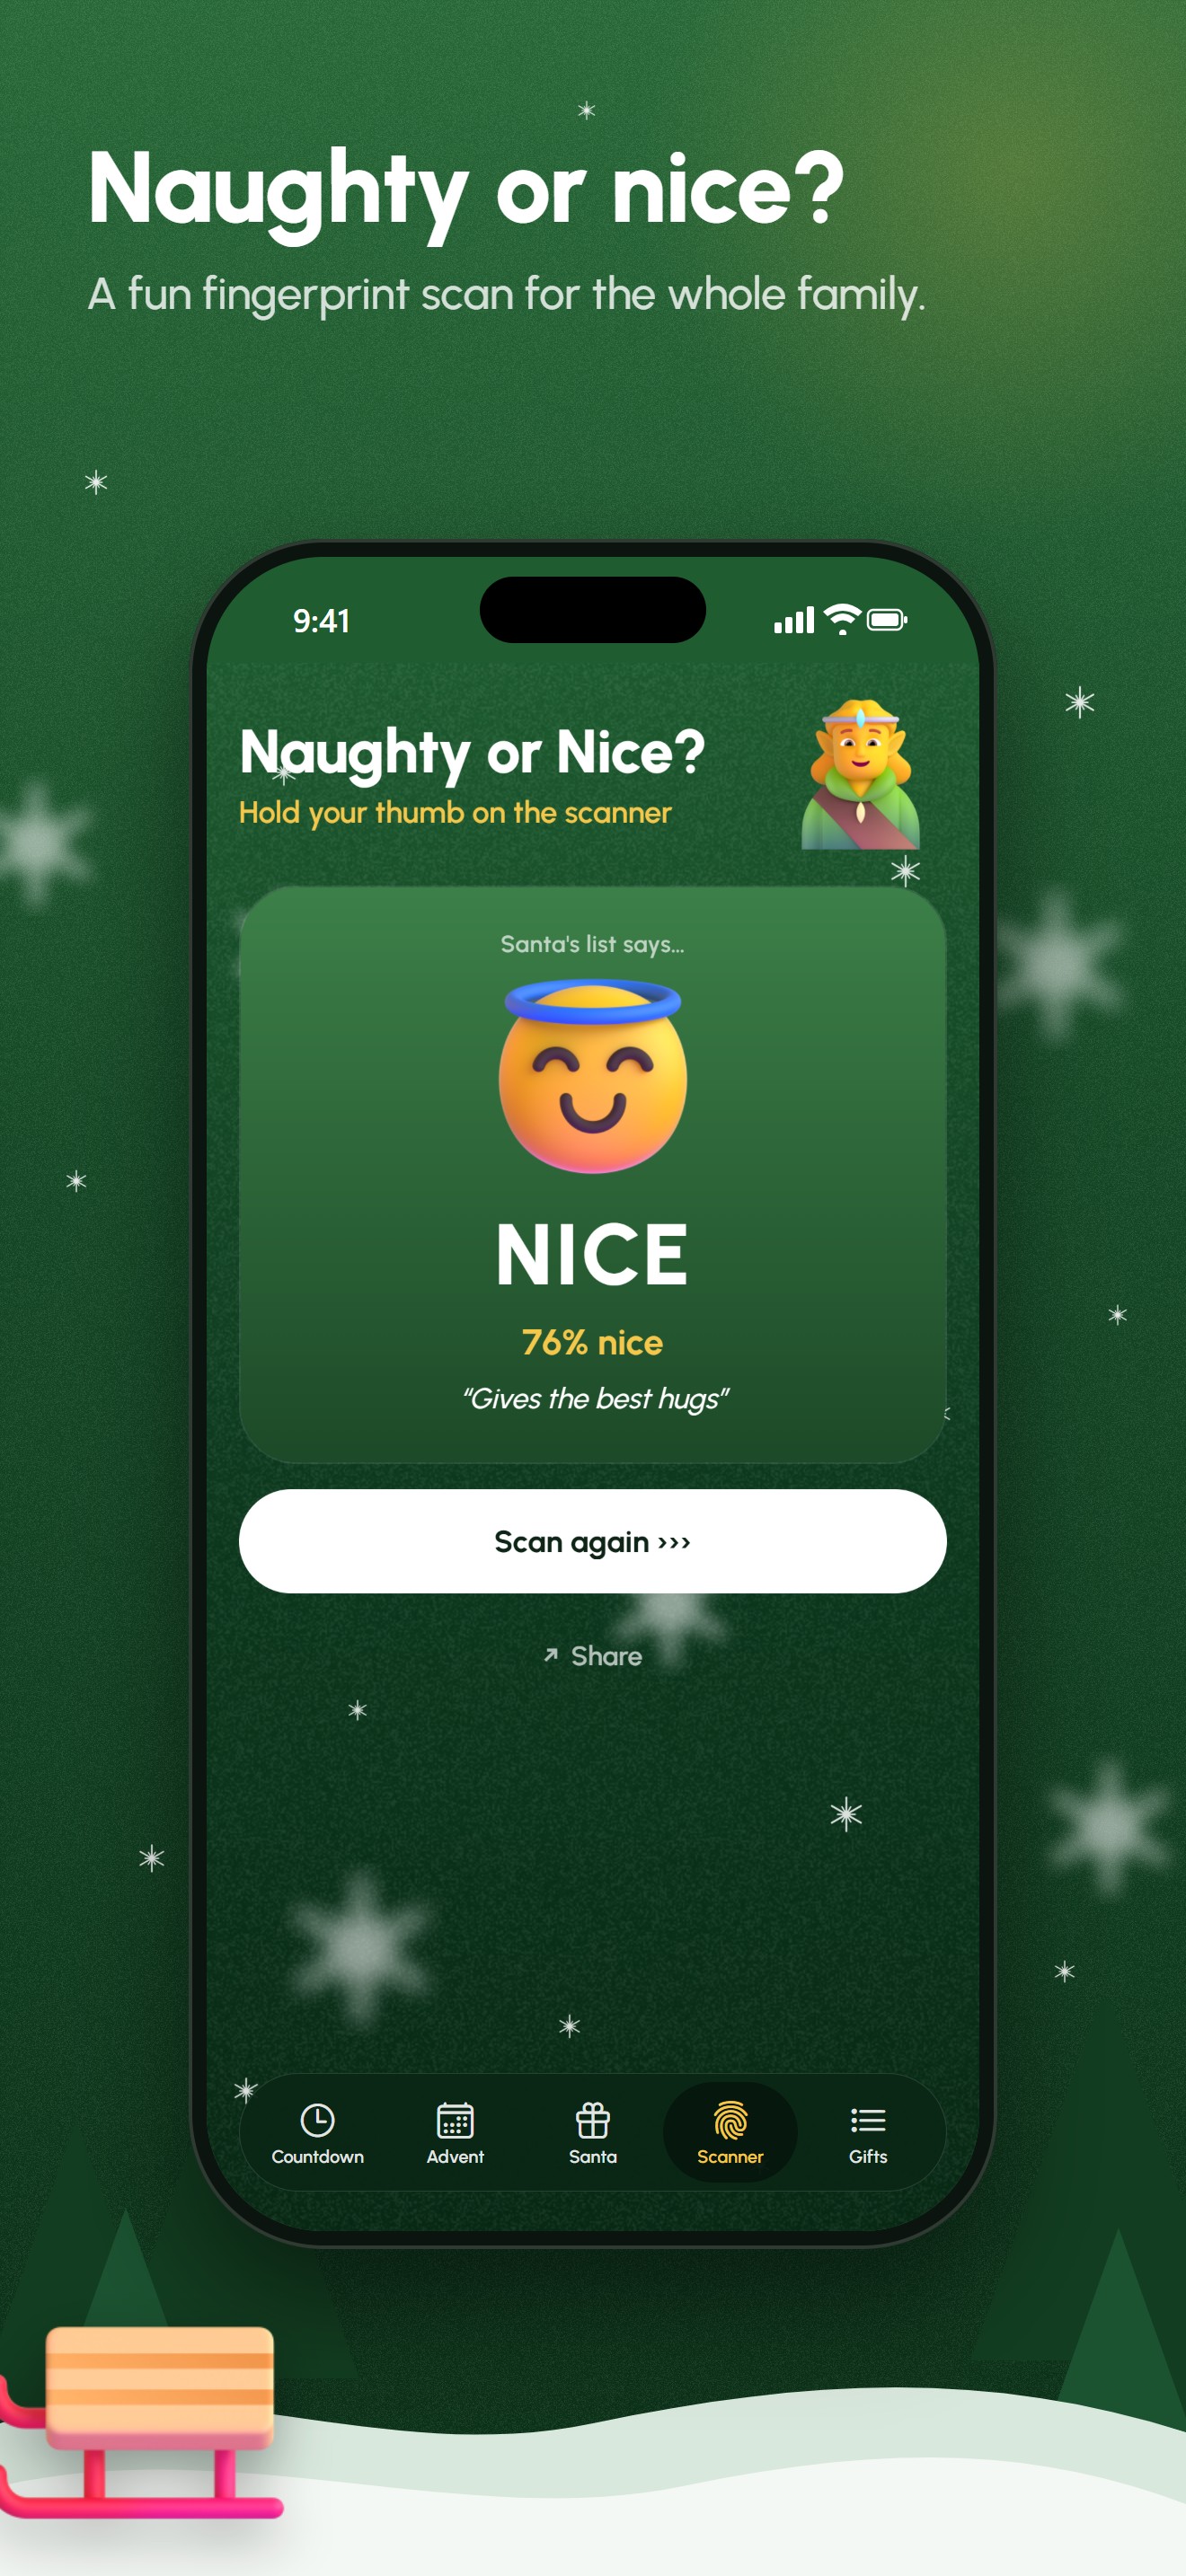 Naughty or nice?
A fun fingerprint scan for the whole family.
9:41
Naughty or Nice?
Hold your thumb on the scanner
Santa's list says...
NICE
76% nice
“Gives the best hugs”
Scan again ›››
↗ Share
Countdown
Advent
Santa
Scanner
Gifts